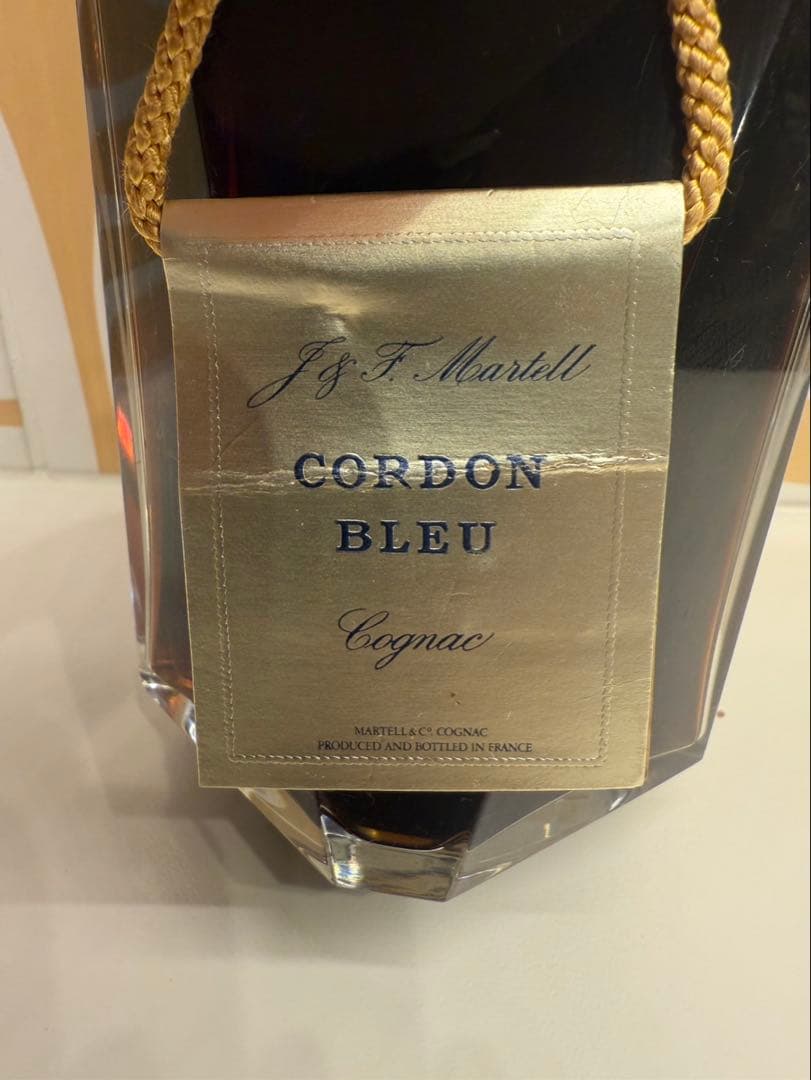 J & F. Martell
CORDON
BLEU
Cognac
MARTELL & Cº. COGNAC
PRODUCED AND BOTTLED IN FRANCE